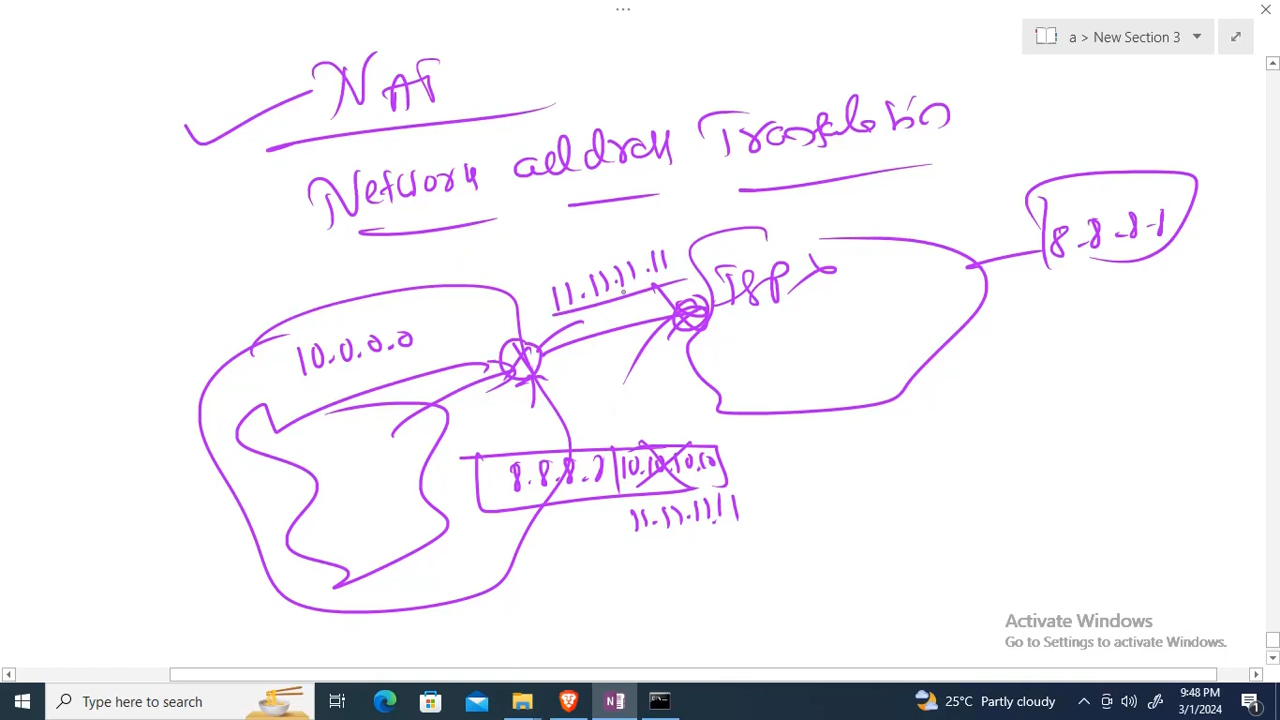 ...
a > New Section 3
NAT
Network address Translation
8.8.8.1
11.11.11.11
ISP
10.0.0.0
8.8.8.1 10.10.10.10
11.11.11.11
Activate Windows
Go to Settings to activate Windows.
Type here to search
25°C Partly cloudy
9:48 PM
3/1/2024
1